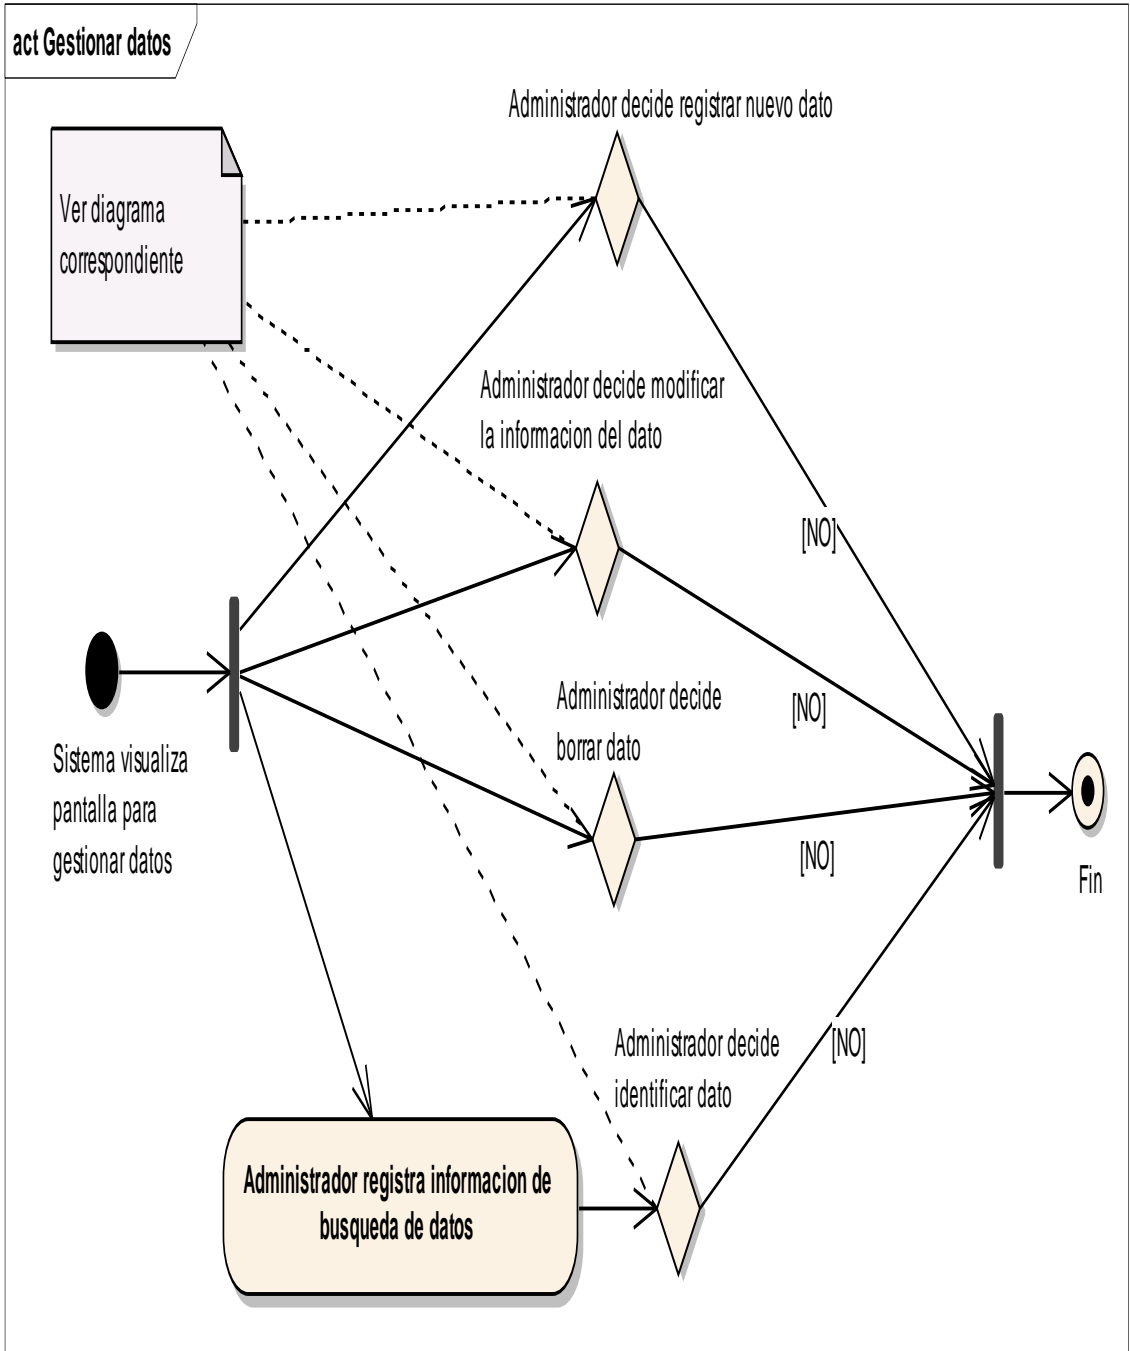 act Gestionar datos
Administrador decide registrar nuevo dato
Ver diagrama
correspondiente
Administrador decide modificar
la informacion del dato
[NO]
Administrador decide
borrar dato
[NO]
Sistema visualiza
pantalla para
gestionar datos
[NO]
Fin
Administrador decide
identificar dato
[NO]
Administrador registra informacion de
busqueda de datos